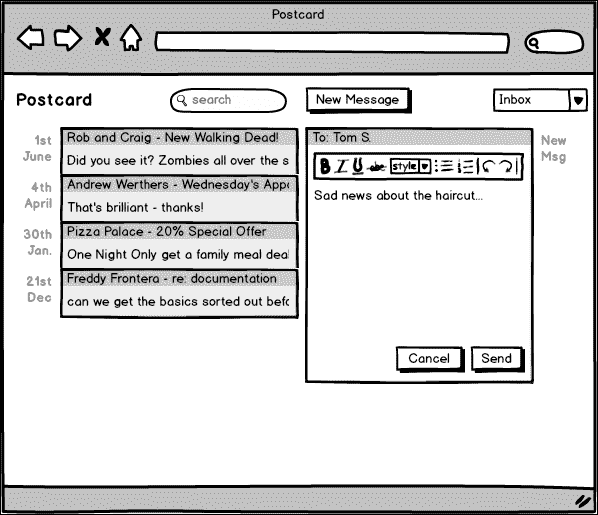 Postcard
Postcard
search
New Message
Inbox
1st June
Rob and Craig - New Walking Dead!
Did you see it? Zombies all over the s
4th April
Andrew Werthers - Wednesday's Appo
That's brilliant - thanks!
30th Jan.
Pizza Palace - 20% Special Offer
One Night Only get a family meal deal
21st Dec
Freddy Frontera - re: documentation
can we get the basics sorted out befo
To: Tom S.
New Msg
B I U abc style
Sad news about the haircut...
Cancel
Send